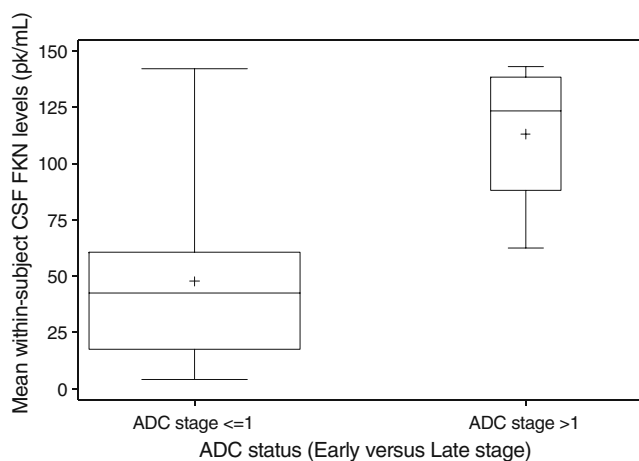 Mean within-subject CSF FKN levels (pk/mL)
150
125
100
75
50
25
0
ADC stage <=1
ADC stage >1
ADC status (Early versus Late stage)